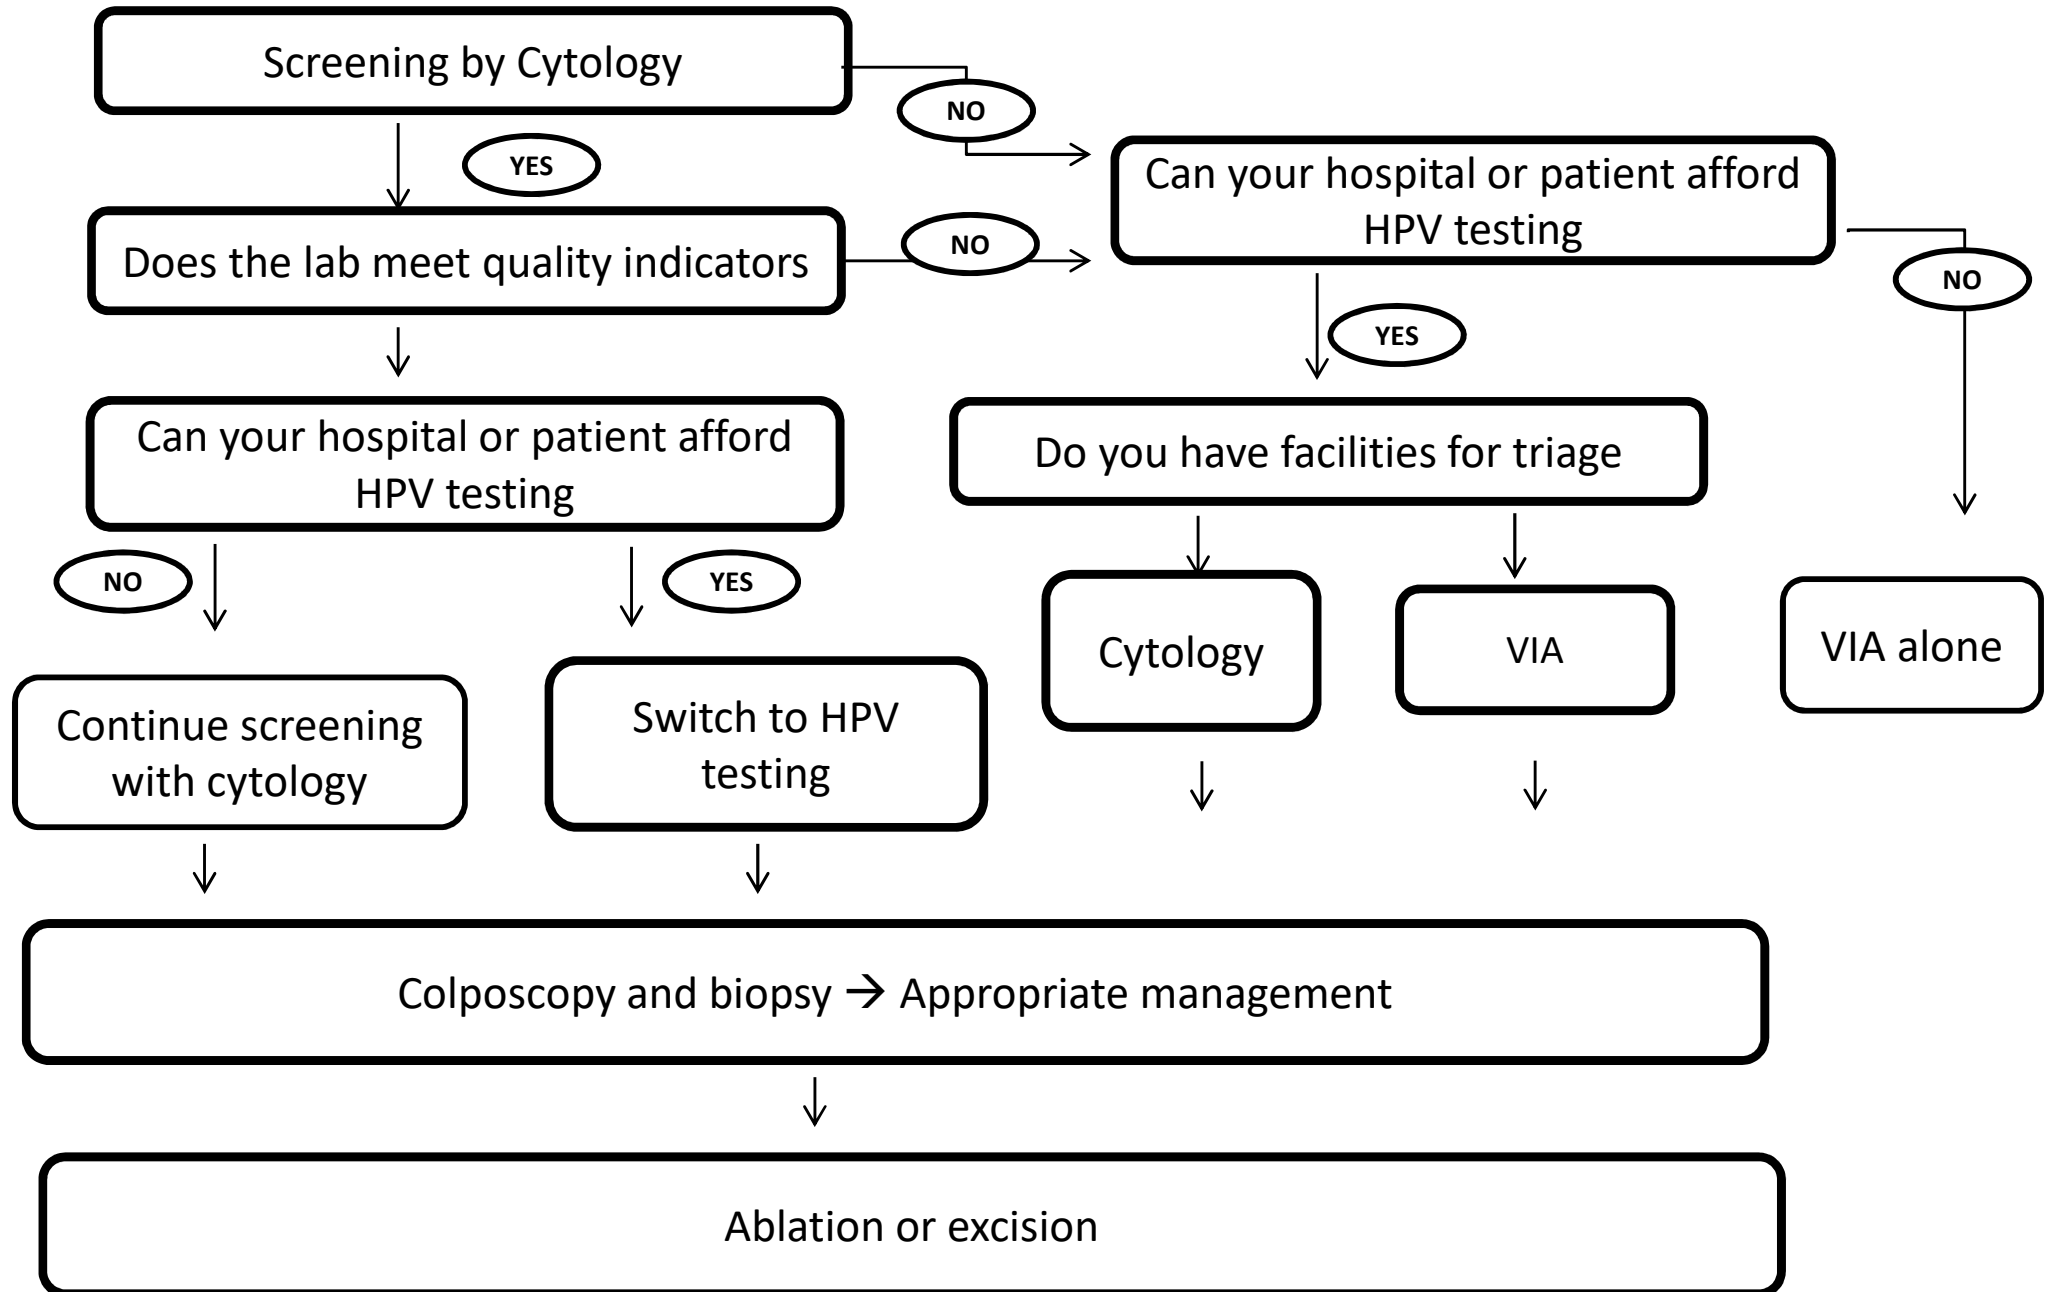 Screening by Cytology
NO
YES
Can your hospital or patient afford
HPV testing
Does the lab meet quality indicators
NO
NO
YES
Can your hospital or patient afford
HPV testing
Do you have facilities for triage
NO
YES
Cytology
VIA
VIA alone
Continue screening
with cytology
Switch to HPV
testing
Colposcopy and biopsy → Appropriate management
Ablation or excision